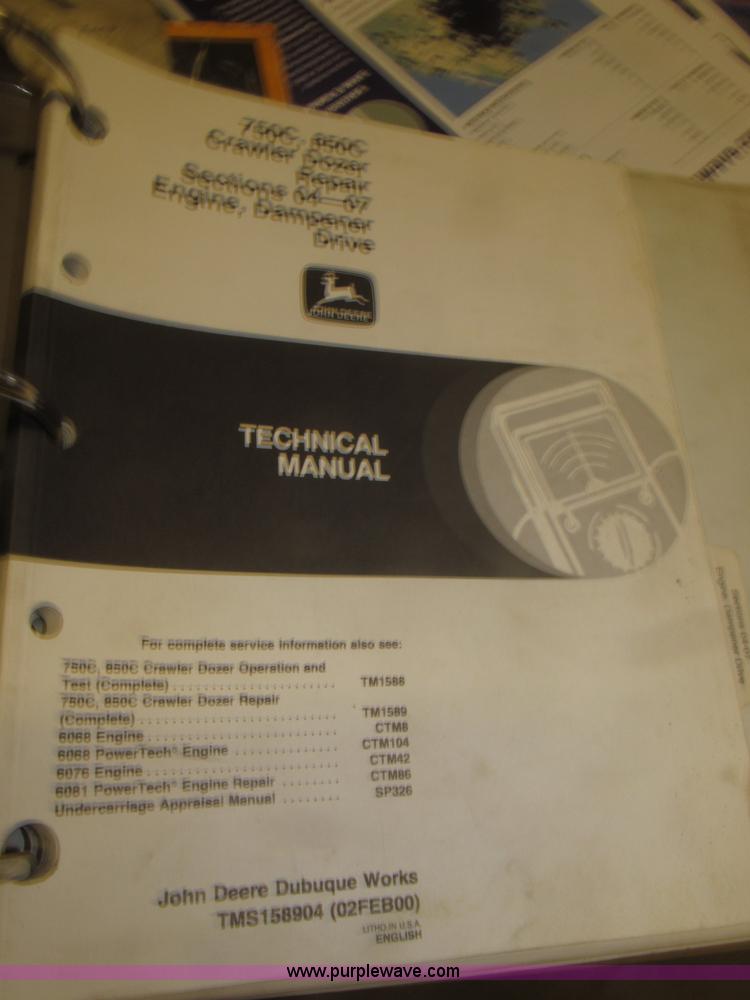 750C, 850C
Crawler Dozer
Repair
Sections 04—07
Engine, Dampener
Drive
JOHN DEERE
TECHNICAL
MANUAL
For complete service information also see:
750C, 850C Crawler Dozer Operation and
Test (Complete) ...................... TM1588
750C, 850C Crawler Dozer Repair
(Complete) .......................... TM1589
6068 Engine ......................... CTM8
6068 PowerTech® Engine .............. CTM104
6076 Engine ......................... CTM42
6081 PowerTech® Engine Repair ........ CTM86
Undercarriage Appraisal Manual ........ SP326
John Deere Dubuque Works
TMS158904 (02FEB00)
LITHO IN U.S.A.
ENGLISH
Engine, Dampener Drive
www.purplewave.com